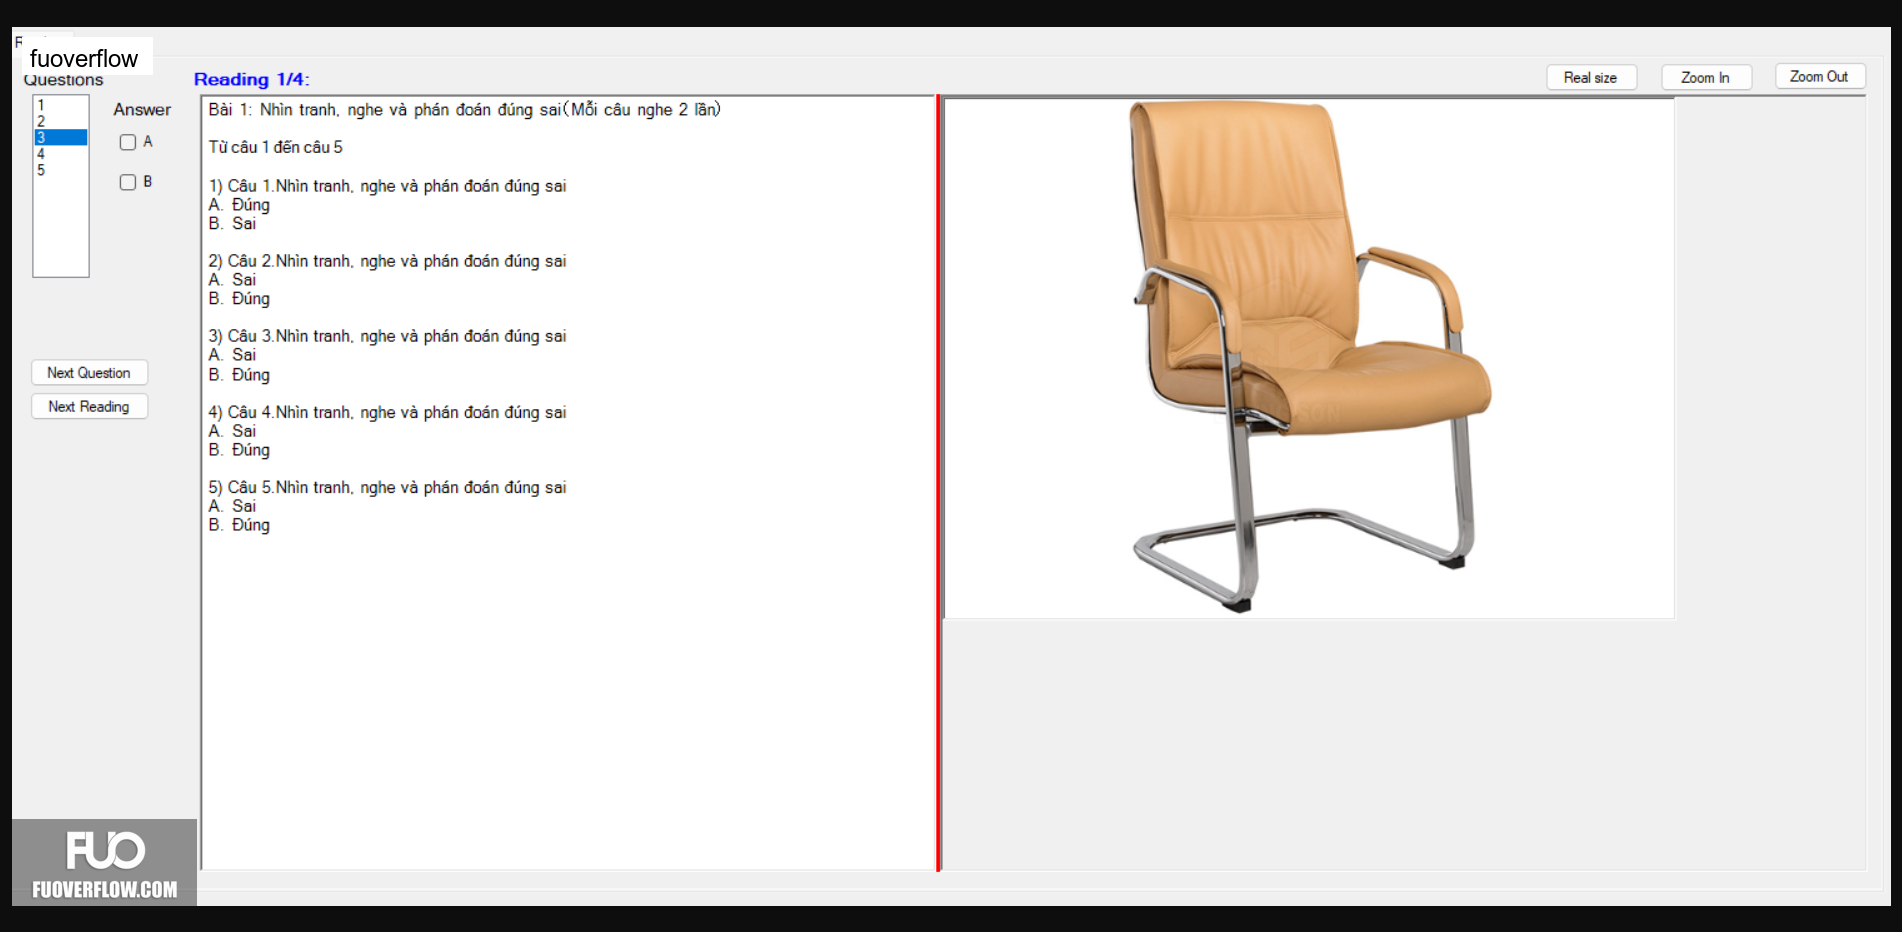 fuoverflow
Questions
Reading 1/4:
Real size
Zoom In
Zoom Out
1
2
3
4
5
Answer
A
B
Next Question
Next Reading
Bài 1: Nhìn tranh, nghe và phán đoán đúng sai(Mỗi câu nghe 2 lần)
Từ câu 1 đến câu 5
1) Câu 1.Nhìn tranh, nghe và phán đoán đúng sai
A. Đúng
B. Sai
2) Câu 2.Nhìn tranh, nghe và phán đoán đúng sai
A. Sai
B. Đúng
3) Câu 3.Nhìn tranh, nghe và phán đoán đúng sai
A. Sai
B. Đúng
4) Câu 4.Nhìn tranh, nghe và phán đoán đúng sai
A. Sai
B. Đúng
5) Câu 5.Nhìn tranh, nghe và phán đoán đúng sai
A. Sai
B. Đúng
FUO
FUOVERFLOW.COM